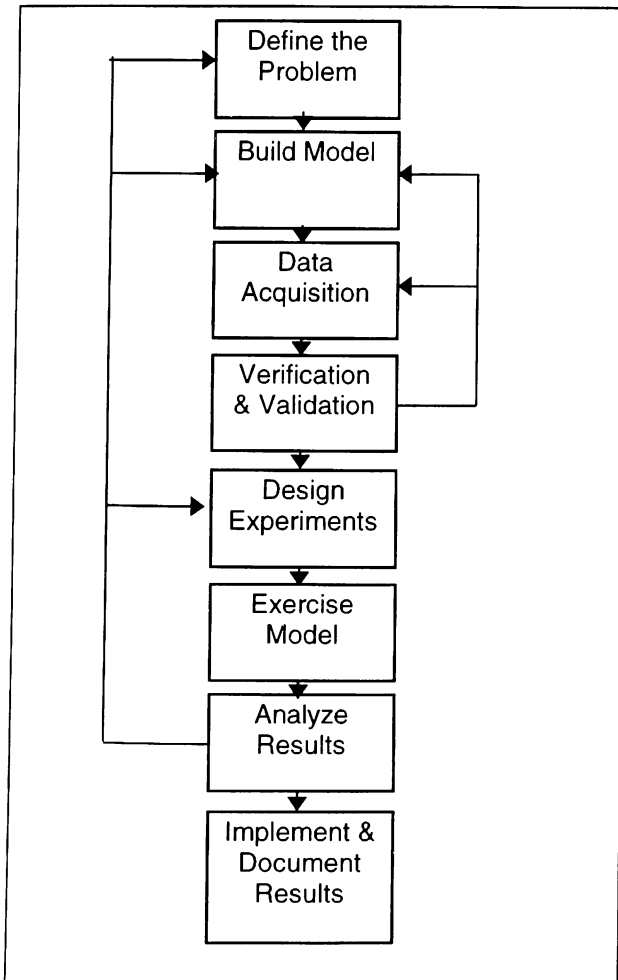 Define the
Problem
Build Model
Data
Acquisition
Verification
& Validation
Design
Experiments
Exercise
Model
Analyze
Results
Implement &
Document
Results